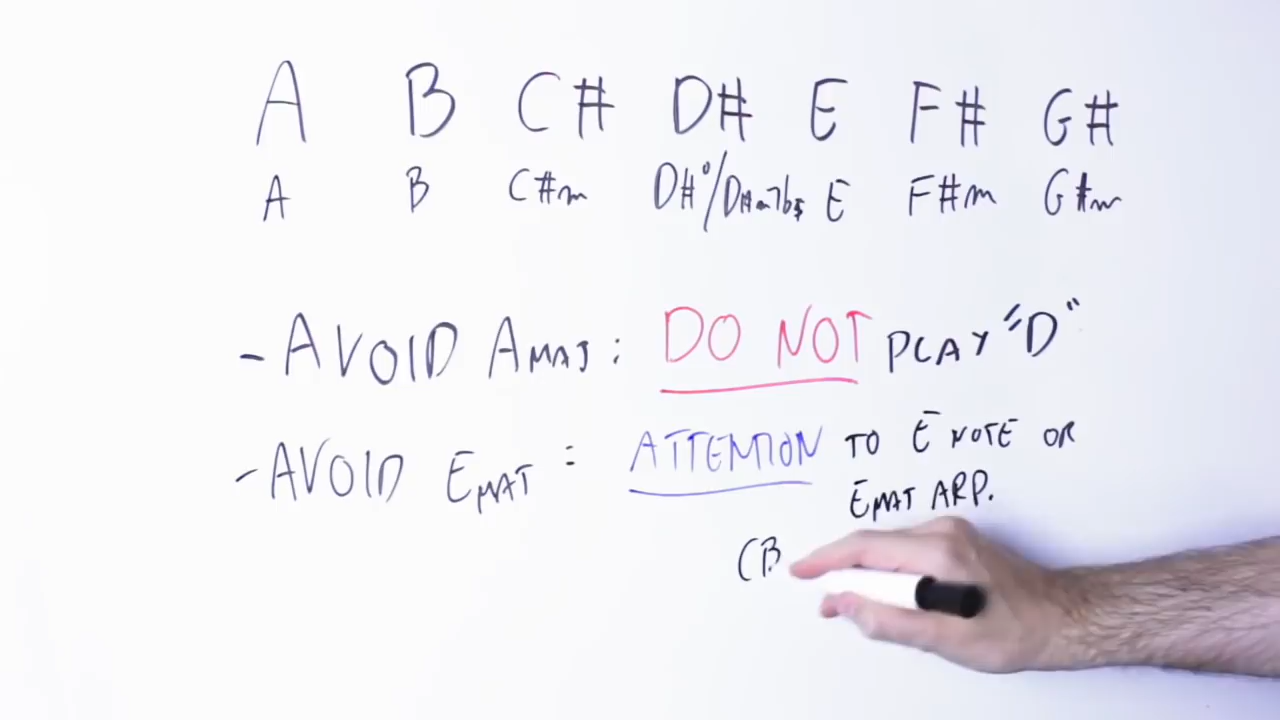 A B C# D# E F# G#
A B C#m D#°/D#m7b5 E F#m G#m
- AVOID AMAJ: DO NOT PLAY "D"
- AVOID EMAJ = ATTENTION TO E NOTE OR
EMAJ ARP.
(B